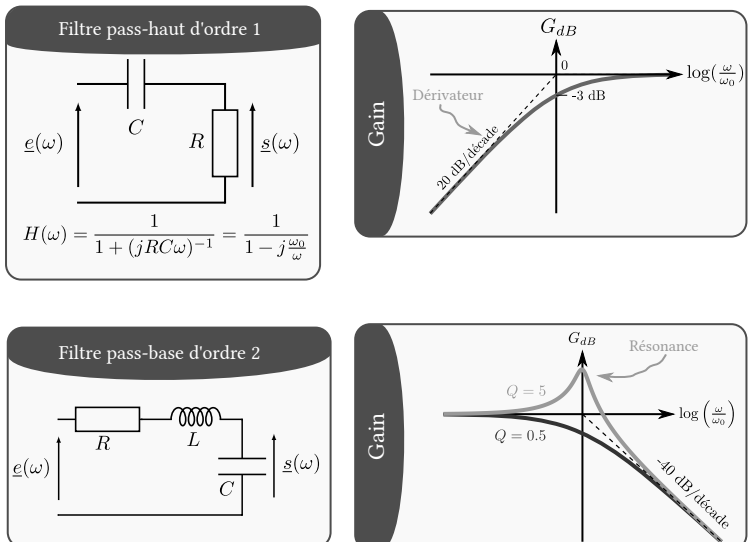 Filtre pass-haut d'ordre 1
C
e(ω)
R
s(ω)
H(ω) = 1 / (1 + (jRCω)⁻¹) = 1 / (1 − j ω₀/ω)
Gain
G_dB
0
log(ω/ω₀)
-3 dB
Dérivateur
20 dB/décade
Filtre pass-base d'ordre 2
R
L
e(ω)
C
s(ω)
Gain
G_dB
Résonance
Q = 5
log(ω/ω₀)
Q = 0.5
-40 dB/décade